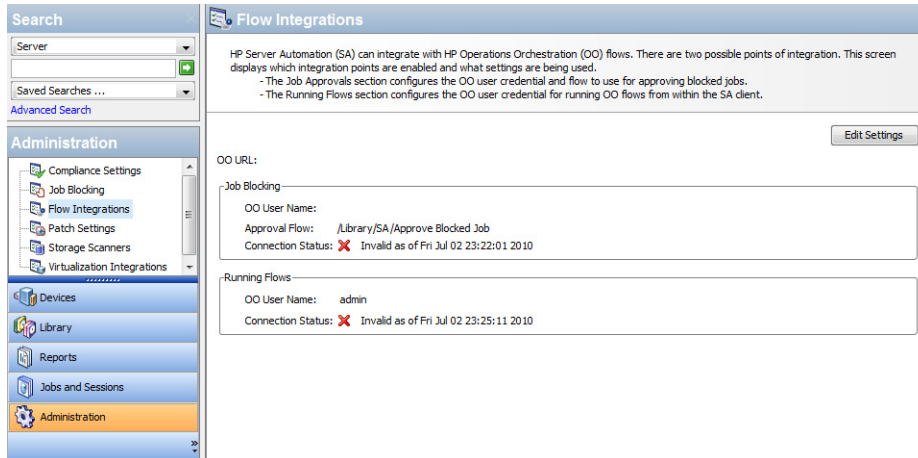 Search
Server
Saved Searches ...
Advanced Search
Administration
Compliance Settings
Job Blocking
Flow Integrations
Patch Settings
Storage Scanners
Virtualization Integrations
Devices
Library
Reports
Jobs and Sessions
Administration
»
Flow Integrations
HP Server Automation (SA) can integrate with HP Operations Orchestration (OO) flows. There are two possible points of integration. This screen
displays which integration points are enabled and what settings are being used.
- The Job Approvals section configures the OO user credential and flow to use for approving blocked jobs.
- The Running Flows section configures the OO user credential for running OO flows from within the SA client.
Edit Settings
OO URL:
Job Blocking
OO User Name:
Approval Flow: /Library/SA/Approve Blocked Job
Connection Status: Invalid as of Fri Jul 02 23:22:01 2010
Running Flows
OO User Name: admin
Connection Status: Invalid as of Fri Jul 02 23:25:11 2010